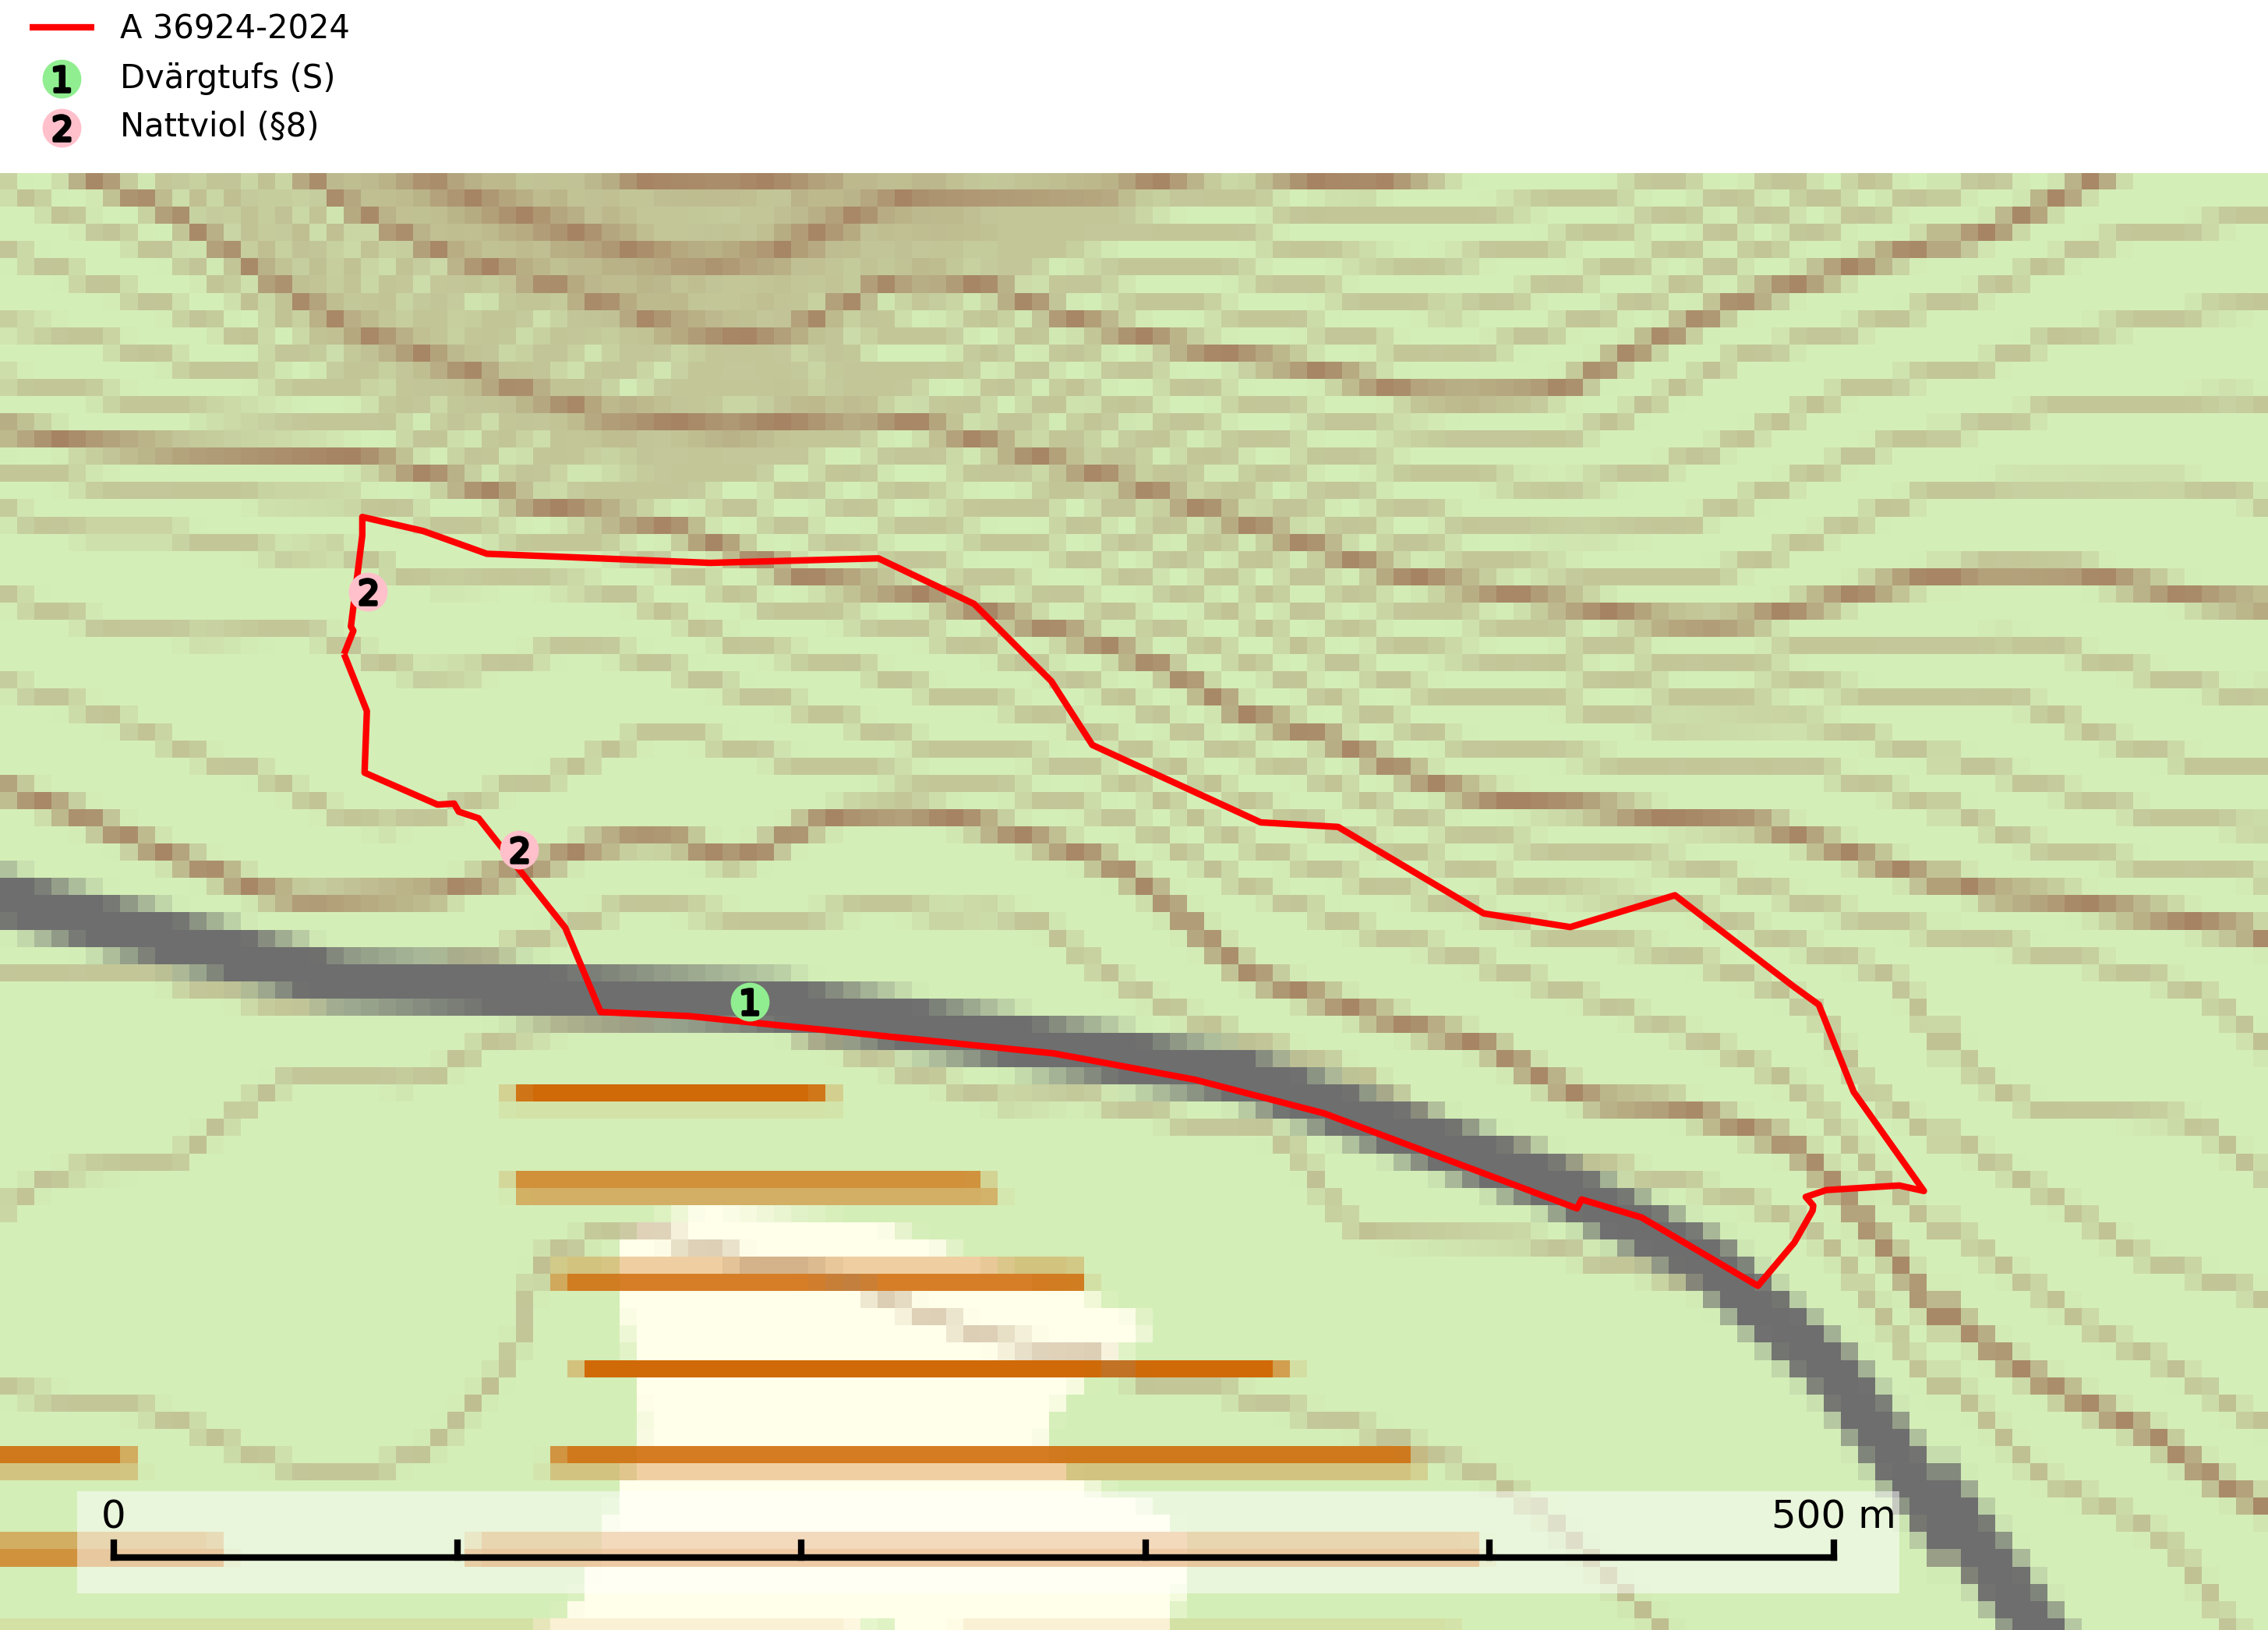 A 36924-2024
1 Dvärgtufs (S)
2 Nattviol (§8)
2
2
1
0 500 m